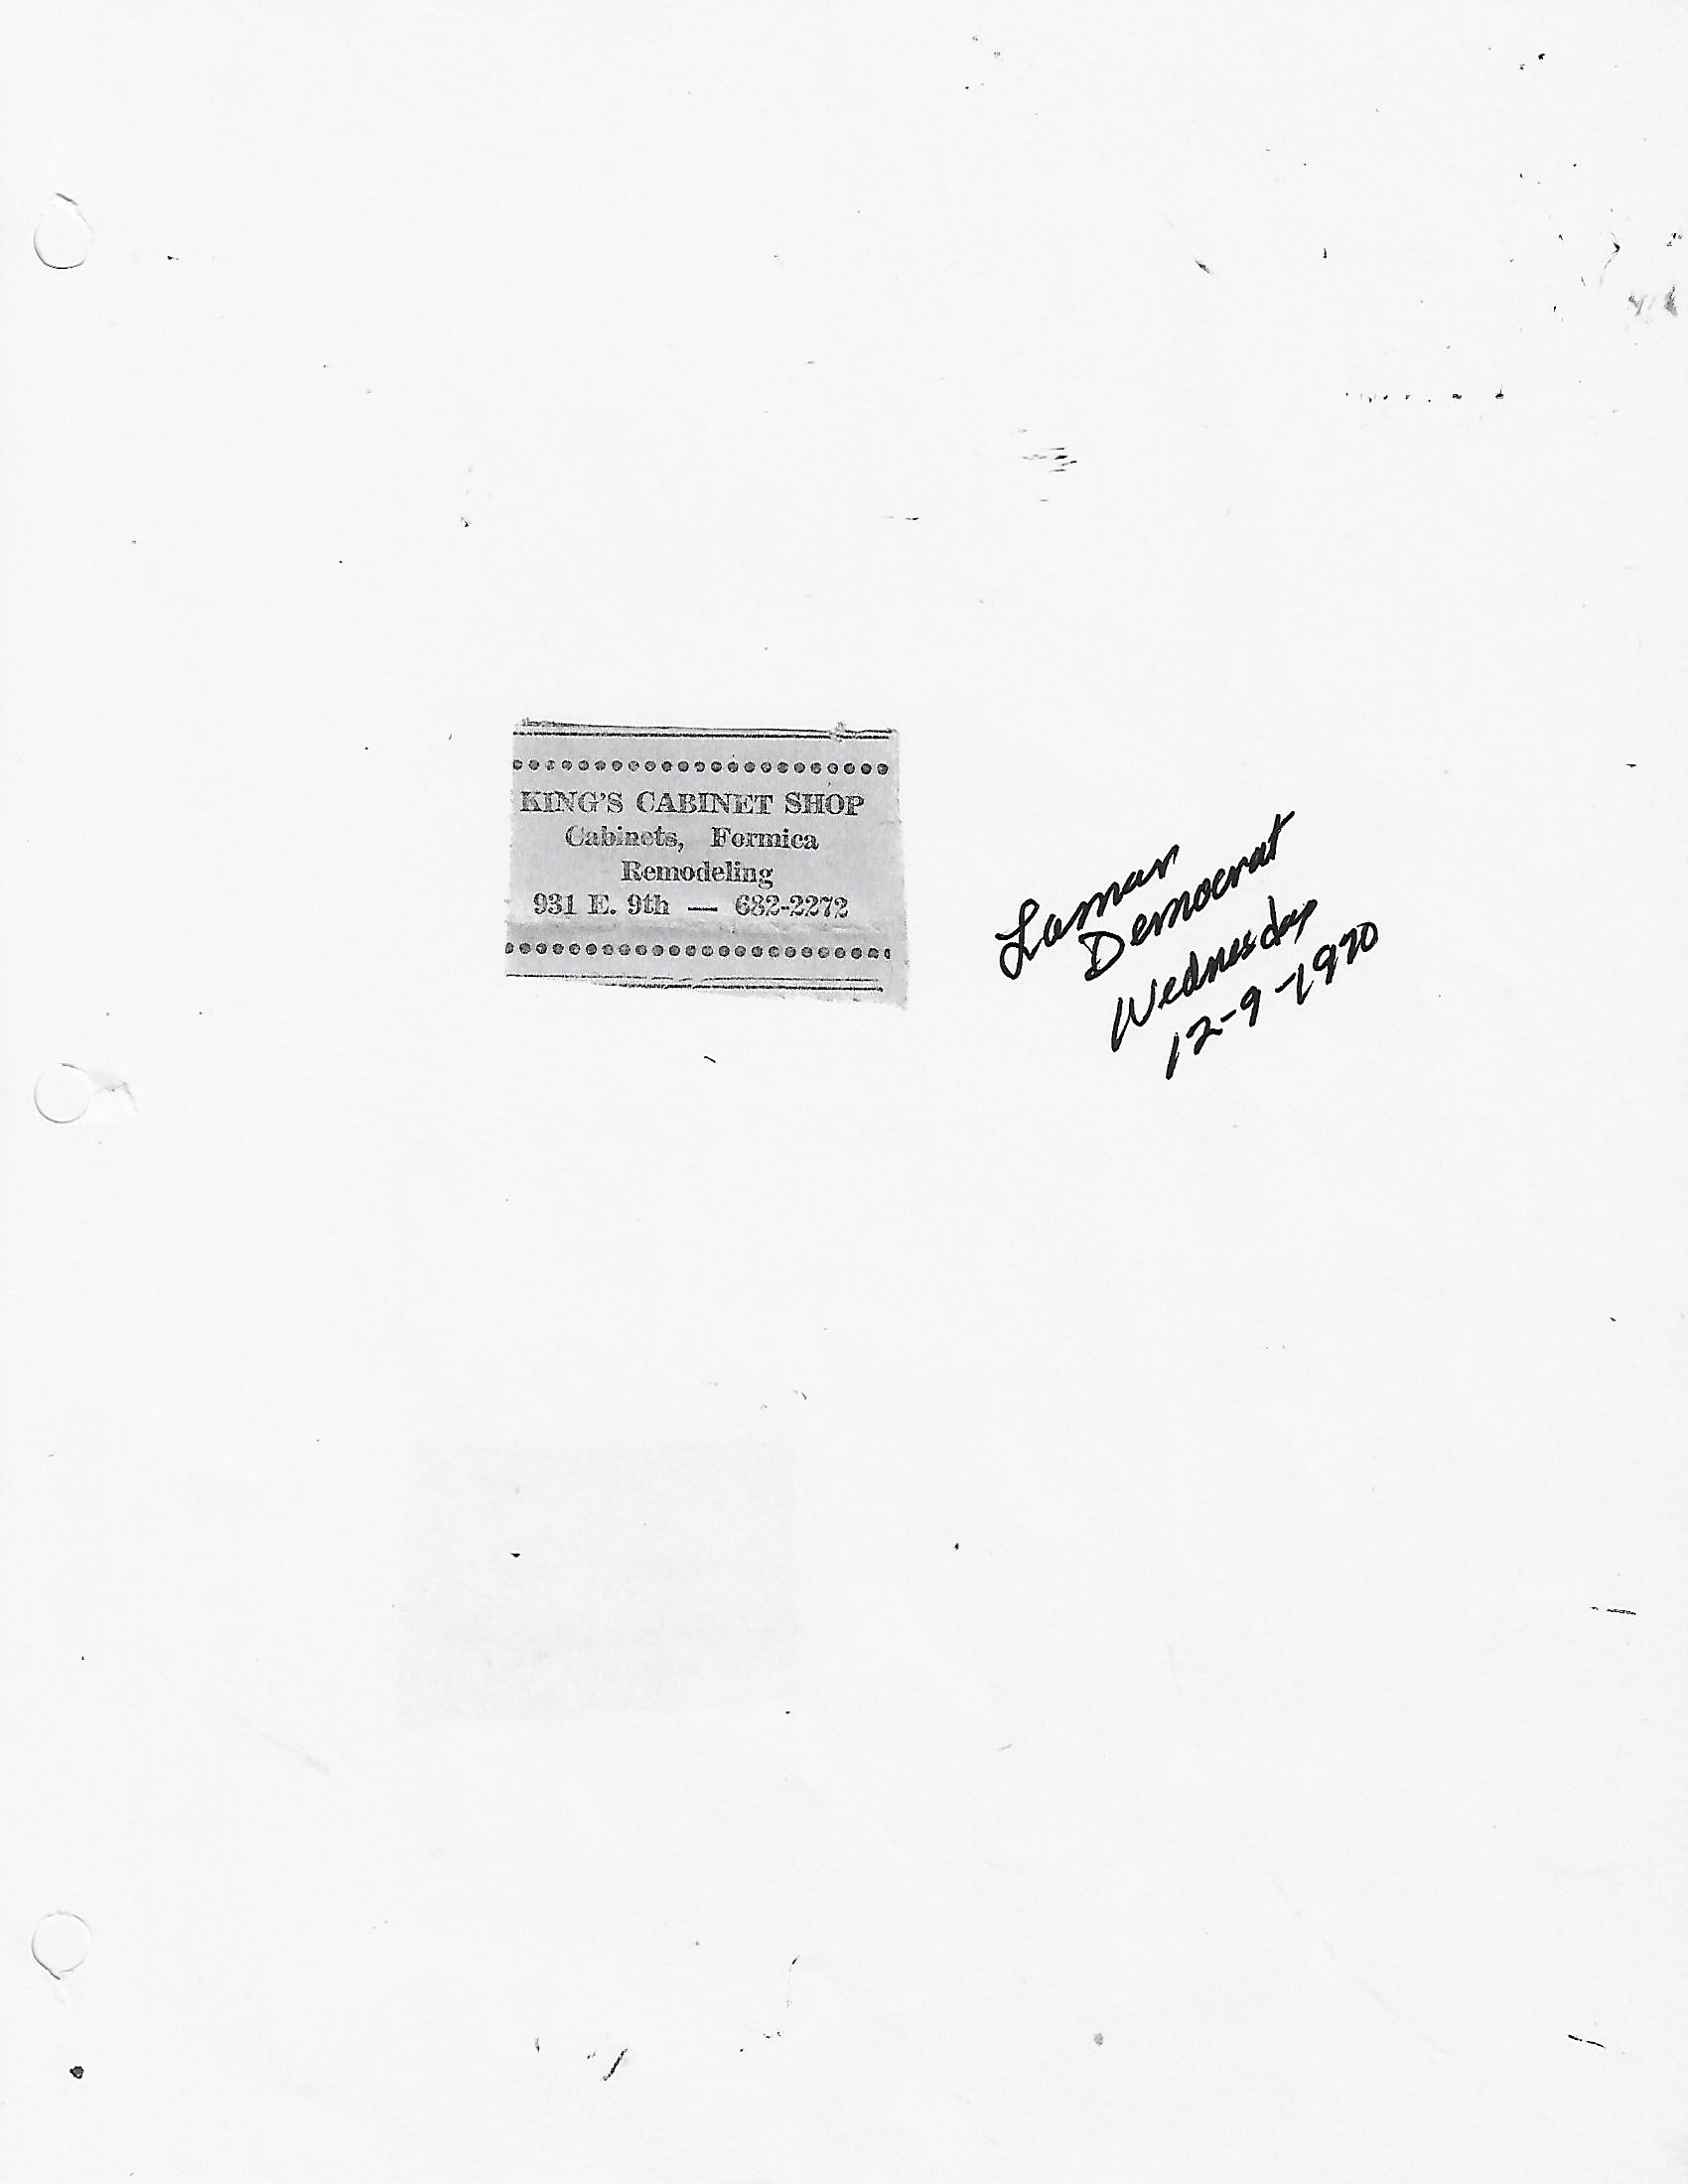 KING'S CABINET SHOP
Cabinets, Formica
Remodeling
931 E. 9th — 682-2272
Lamar
Democrat
Wednesday
12-9-1970